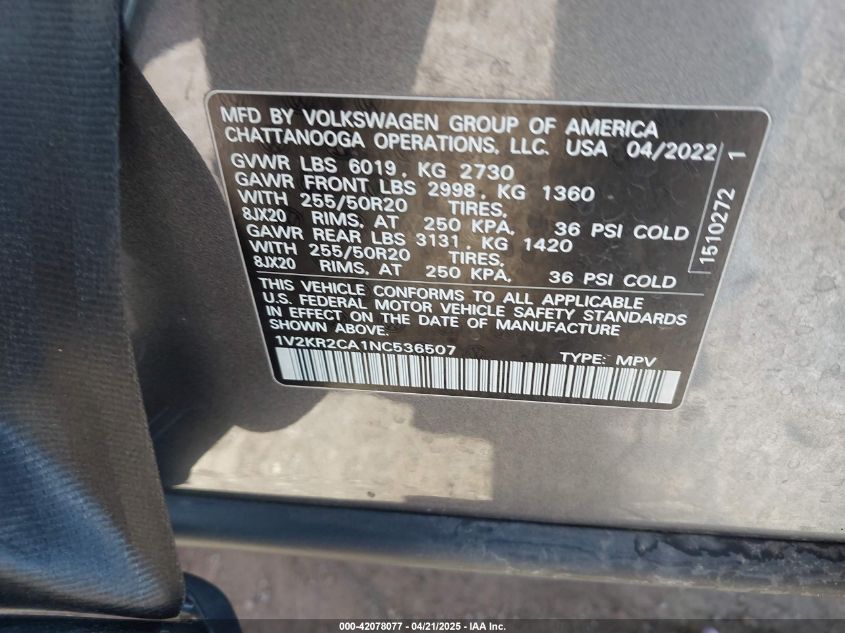 MFD BY VOLKSWAGEN GROUP OF AMERICA
CHATTANOOGA OPERATIONS, LLC. USA 04/2022
GVWR LBS 6019, KG 2730
GAWR FRONT LBS 2998, KG 1360
WITH 255/50R20 TIRES,
8JX20 RIMS, AT 250 KPA, 36 PSI COLD
GAWR REAR LBS 3131, KG 1420
WITH 255/50R20 TIRES,
8JX20 RIMS, AT 250 KPA, 36 PSI COLD
1510272 1
THIS VEHICLE CONFORMS TO ALL APPLICABLE
U.S. FEDERAL MOTOR VEHICLE SAFETY STANDARDS
IN EFFECT ON THE DATE OF MANUFACTURE
SHOWN ABOVE.
1V2KR2CA1NC536507 TYPE: MPV
000-42078077 - 04/21/2025 - IAA Inc.